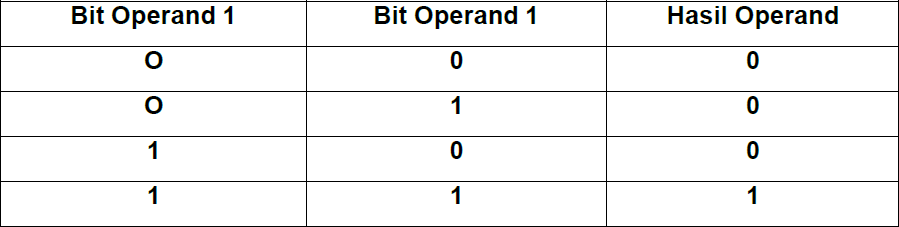 Bit Operand 1 Bit Operand 1 Hasil Operand
O 0 0
O 1 0
1 0 0
1 1 1